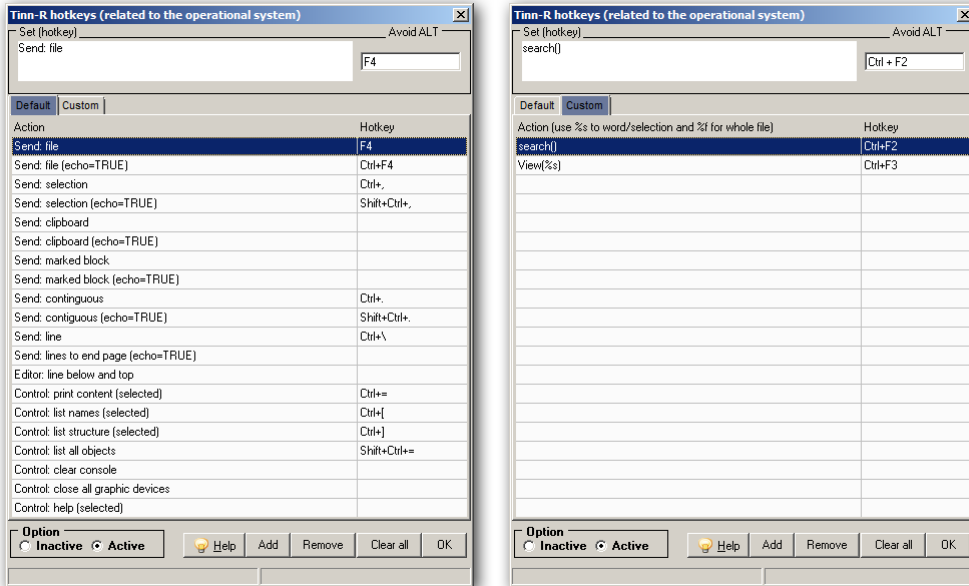 Tinn-R hotkeys (related to the operational system)
Set (hotkey) Avoid ALT
Send: file
F4
Default Custom
Action Hotkey
Send: file F4
Send: file (echo=TRUE) Ctrl+F4
Send: selection Ctrl+,
Send: selection (echo=TRUE) Shift+Ctrl+,
Send: clipboard
Send: clipboard (echo=TRUE)
Send: marked block
Send: marked block (echo=TRUE)
Send: continguous Ctrl+.
Send: contiguous (echo=TRUE) Shift+Ctrl+.
Send: line Ctrl+\
Send: lines to end page (echo=TRUE)
Editor: line below and top
Control: print content (selected) Ctrl+=
Control: list names (selected) Ctrl+[
Control: list structure (selected) Ctrl+]
Control: list all objects Shift+Ctrl+=
Control: clear console
Control: close all graphic devices
Control: help (selected)
Option
Inactive Active Help Add Remove Clear all OK
Tinn-R hotkeys (related to the operational system)
Set (hotkey) Avoid ALT
search()
Ctrl + F2
Default Custom
Action (use %s to word/selection and %f for whole file) Hotkey
search() Ctrl+F2
View(%s) Ctrl+F3
Option
Inactive Active Help Add Remove Clear all OK